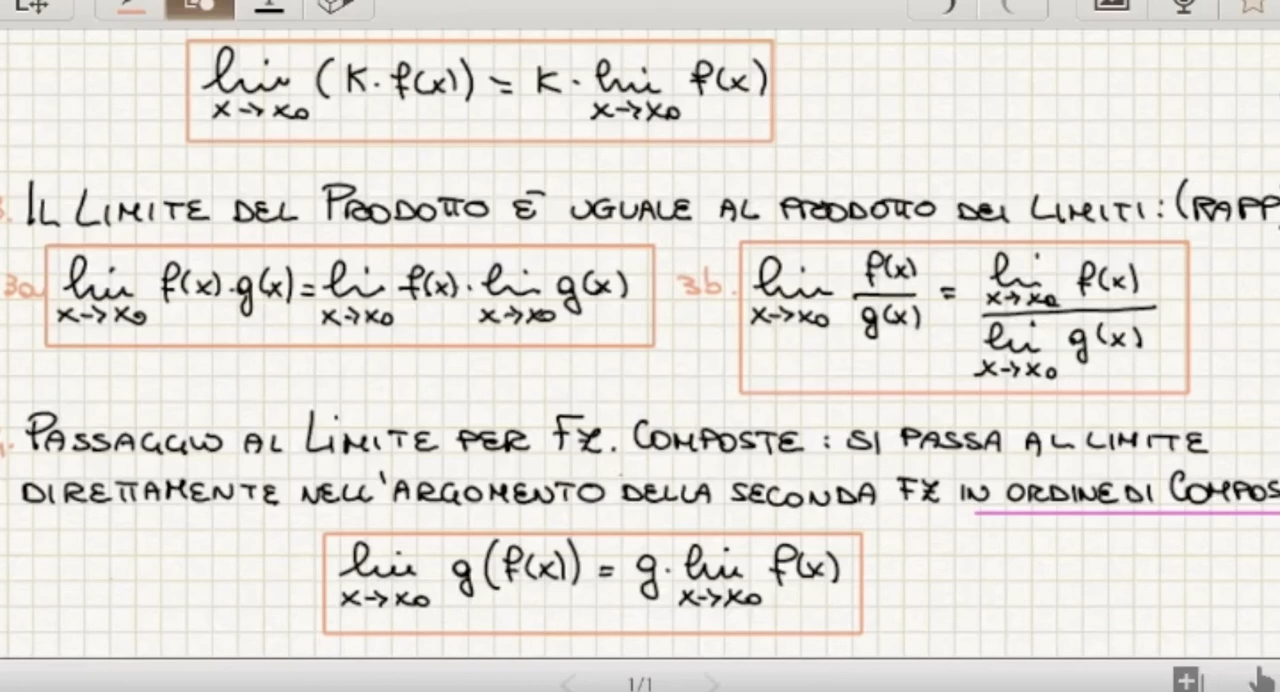 lim (K · f(x)) = K · lim f(x)
x→x0 x→x0
3. IL LIMITE DEL PRODOTTO È UGUALE AL PRODOTTO DEI LIMITI: (RAPP
3a. lim f(x) · g(x) = lim f(x) · lim g(x) 3b. lim f(x)/g(x) = lim f(x) / lim g(x)
x→x0 x→x0 x→x0 x→x0 x→x0 x→x0
PASSAGGIO AL LIMITE PER FZ. COMPOSTE: SI PASSA AL LIMITE
DIRETTAMENTE NELL'ARGOMENTO DELLA SECONDA FZ IN ORDINE DI COMPOS
lim g(f(x)) = g · lim f(x)
x→x0 x→x0
1/1